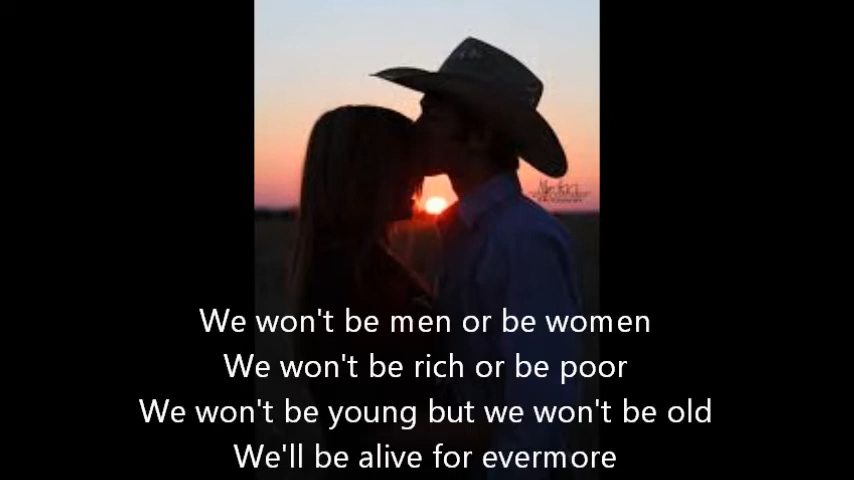 We won't be men or be women
We won't be rich or be poor
We won't be young but we won't be old
We'll be alive for evermore